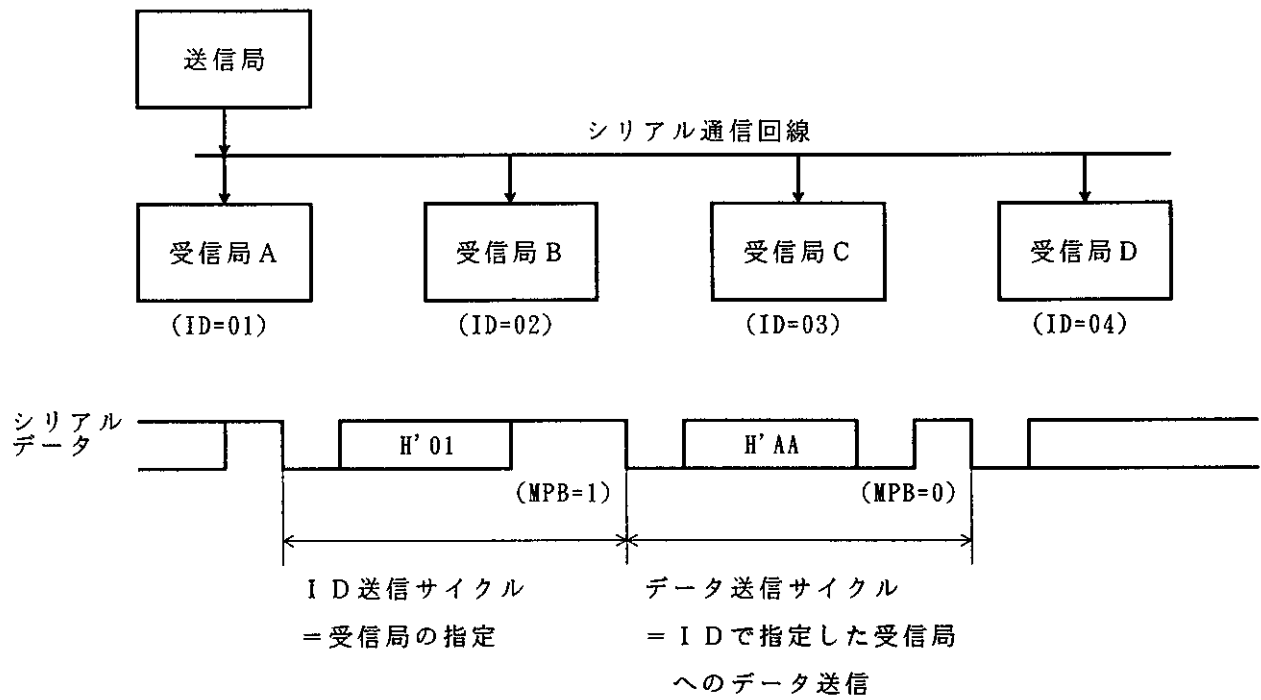 送信局
シリアル通信回線
受信局A
受信局B
受信局C
受信局D
(ID=01)
(ID=02)
(ID=03)
(ID=04)
シリアル
データ
H'01
H'AA
(MPB=1)
(MPB=0)
ID送信サイクル
=受信局の指定
データ送信サイクル
=IDで指定した受信局
へのデータ送信